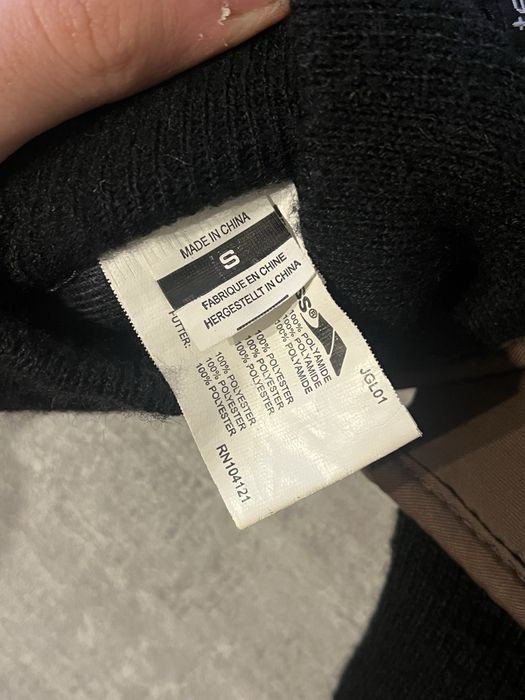 MADE IN CHINA
S
FABRIQUE EN CHINE
HERGESTELLT IN CHINA
SS®
100% POLYAMIDE
100% POLYAMIDE
100% POLYAMIDE
100% POLYESTER
100% POLYESTER
100% POLYESTER
FUTTER:
100% POLYESTER
100% POLYESTER
100% POLYESTER
JGL01
RN104121